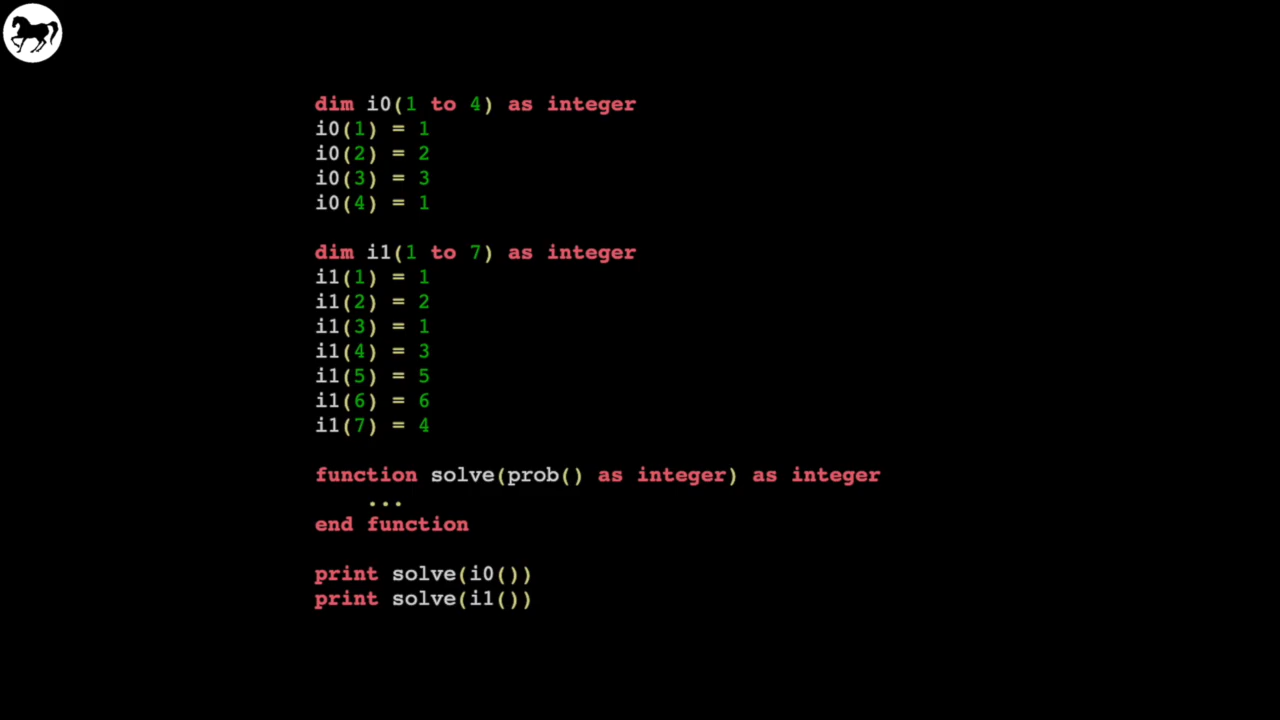 dim i0(1 to 4) as integer
i0(1) = 1
i0(2) = 2
i0(3) = 3
i0(4) = 1
dim i1(1 to 7) as integer
i1(1) = 1
i1(2) = 2
i1(3) = 1
i1(4) = 3
i1(5) = 5
i1(6) = 6
i1(7) = 4
function solve(prob() as integer) as integer
...
end function
print solve(i0())
print solve(i1())